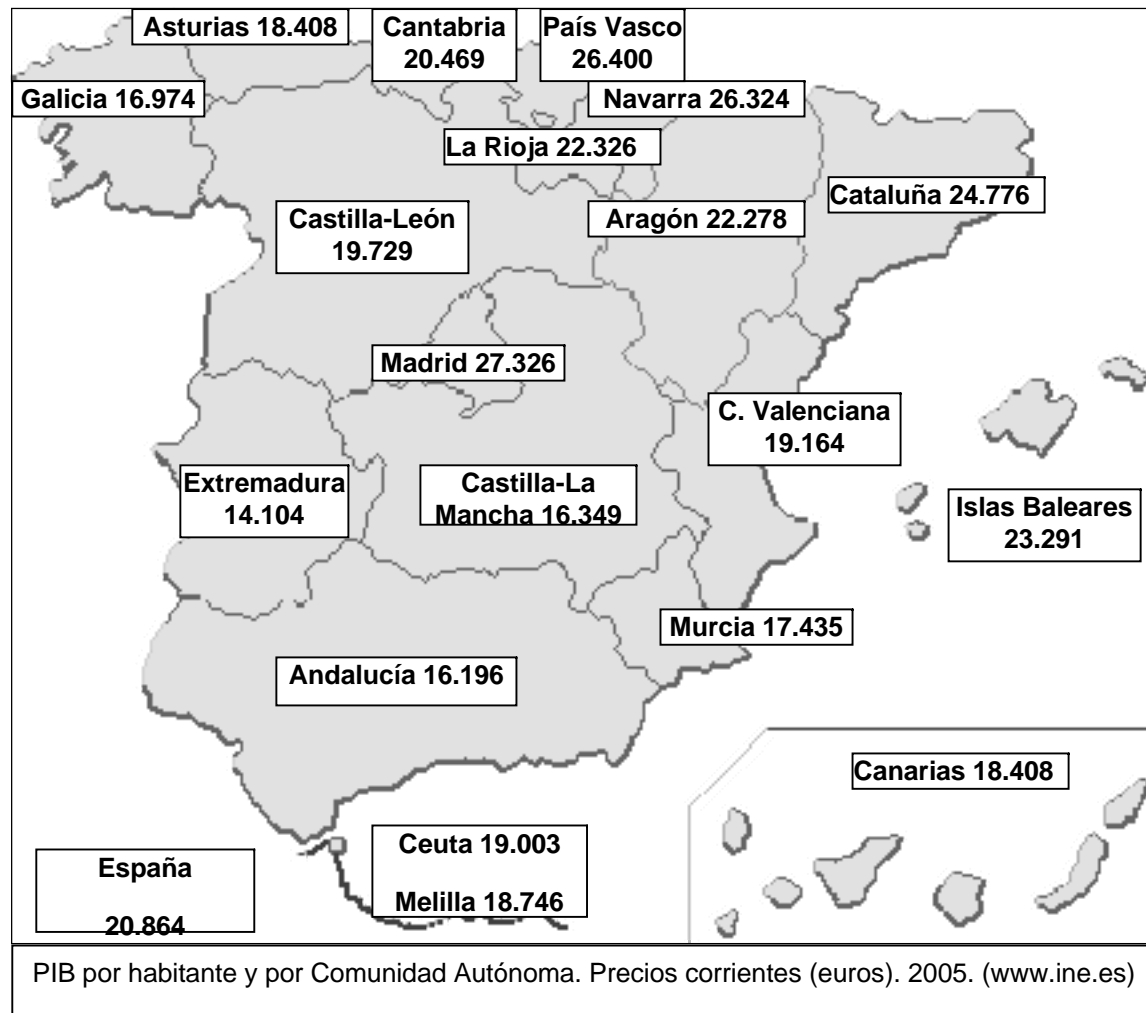 Asturias 18.408
Cantabria
20.469
País Vasco
26.400
Galicia 16.974
Navarra 26.324
La Rioja 22.326
Cataluña 24.776
Castilla-León
19.729
Aragón 22.278
Madrid 27.326
C. Valenciana
19.164
Extremadura
14.104
Castilla-La
Mancha 16.349
Islas Baleares
23.291
Murcia 17.435
Andalucía 16.196
Canarias 18.408
Ceuta 19.003
Melilla 18.746
España
20.864
PIB por habitante y por Comunidad Autónoma. Precios corrientes (euros). 2005. (www.ine.es)